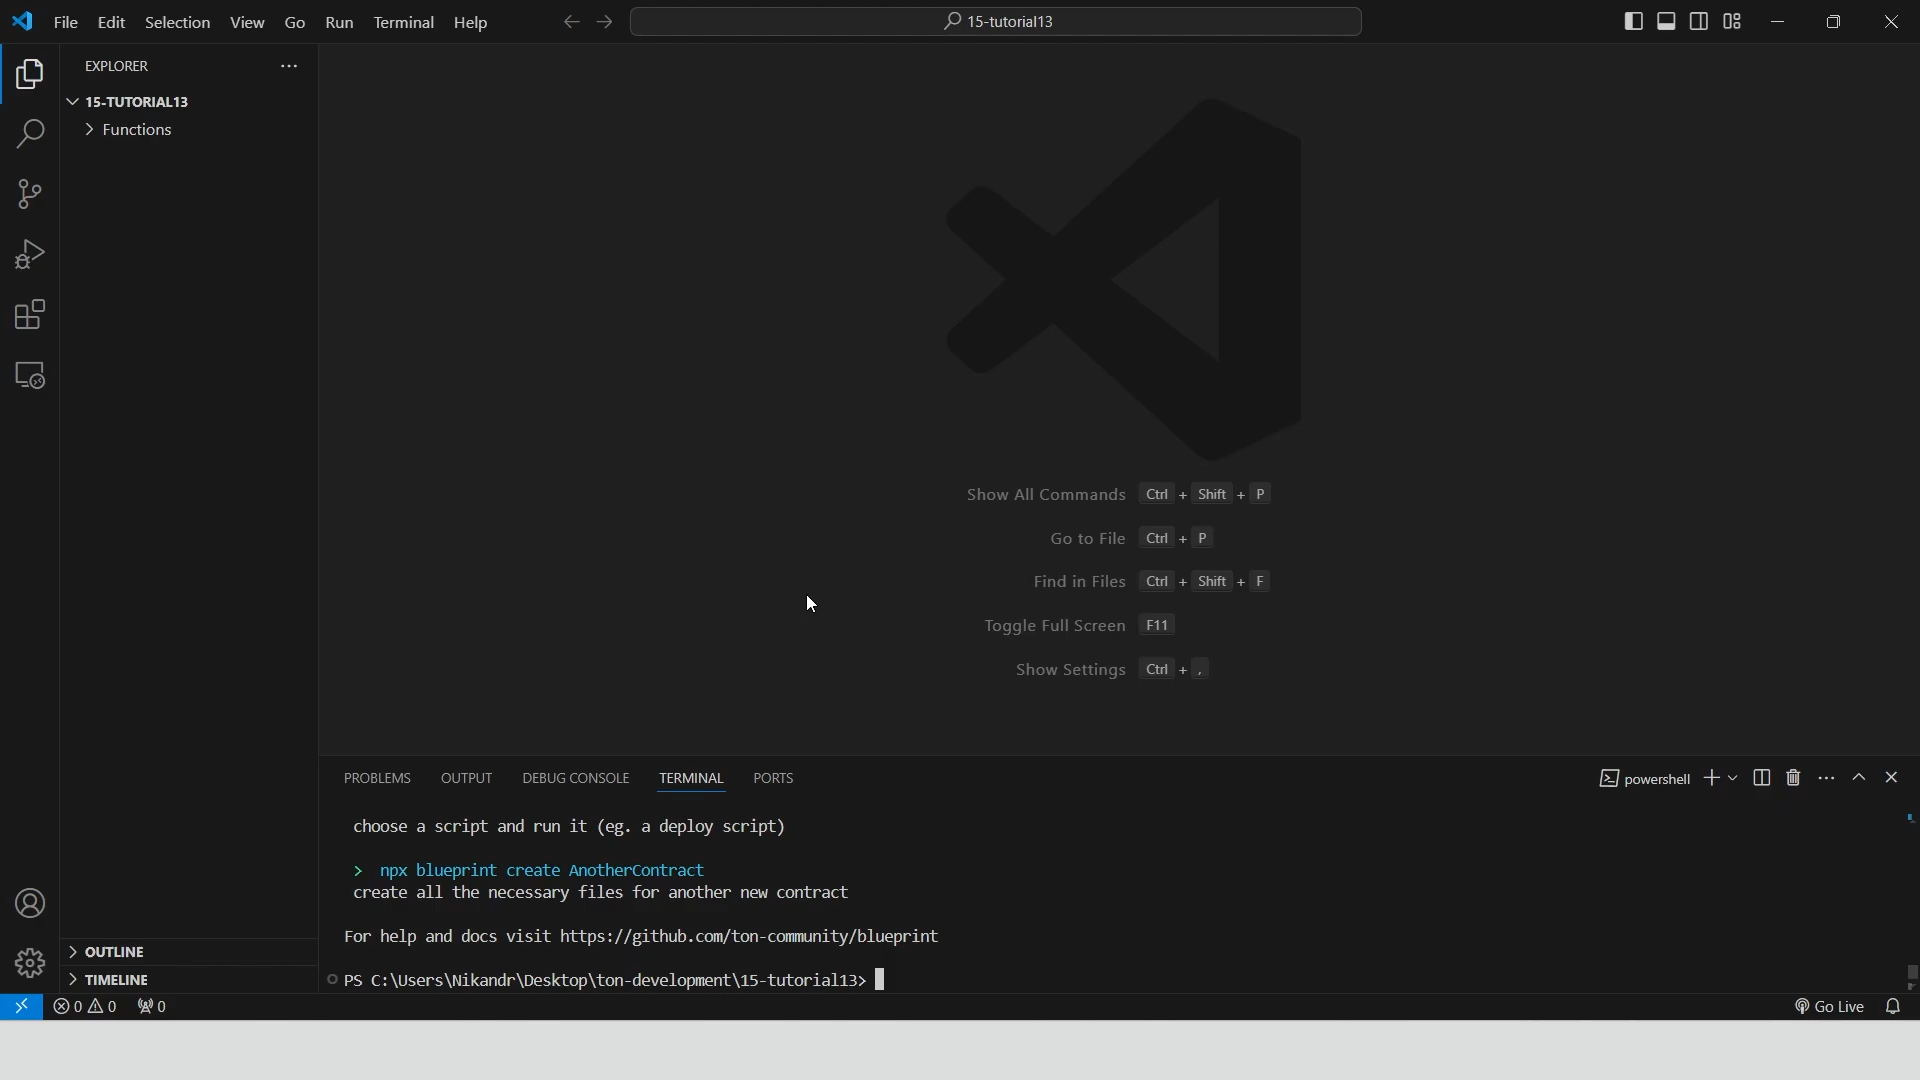 File Edit Selection View Go Run Terminal Help
15-tutorial13
EXPLORER
15-TUTORIAL13
Functions
Show All Commands Ctrl + Shift + P
Go to File Ctrl + P
Find in Files Ctrl + Shift + F
Toggle Full Screen F11
Show Settings Ctrl + ,
PROBLEMS OUTPUT DEBUG CONSOLE TERMINAL PORTS
powershell
choose a script and run it (eg. a deploy script)
> npx blueprint create AnotherContract
create all the necessary files for another new contract
For help and docs visit https://github.com/ton-community/blueprint
PS C:\Users\Nikandr\Desktop\ton-development\15-tutorial13>
OUTLINE
TIMELINE
0 0 0
Go Live